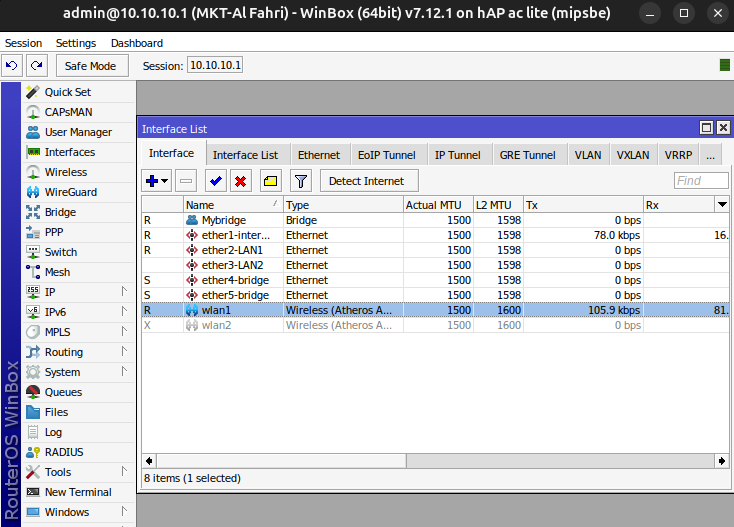 admin@10.10.10.1 (MKT-Al Fahri) - WinBox (64bit) v7.12.1 on hAP ac lite (mipsbe)
Session Settings Dashboard
Safe Mode Session: 10.10.10.1
Quick Set
CAPsMAN
User Manager
Interfaces
Wireless
WireGuard
Bridge
PPP
Switch
Mesh
IP
IPv6
MPLS
Routing
System
Queues
Files
Log
RADIUS
Tools
New Terminal
Windows
RouterOS WinBox
Interface List
Interface Interface List Ethernet EoIP Tunnel IP Tunnel GRE Tunnel VLAN VXLAN VRRP ...
Detect Internet Find
Name Type Actual MTU L2 MTU Tx Rx
R Mybridge Bridge 1500 1598 0 bps
R ether1-inter... Ethernet 1500 1598 78.0 kbps 16.
R ether2-LAN1 Ethernet 1500 1598 0 bps
ether3-LAN2 Ethernet 1500 1598 0 bps
S ether4-bridge Ethernet 1500 1598 0 bps
S ether5-bridge Ethernet 1500 1598 0 bps
R wlan1 Wireless (Atheros A... 1500 1600 105.9 kbps 81.
X wlan2 Wireless (Atheros A... 1500 1600 0 bps
8 items (1 selected)